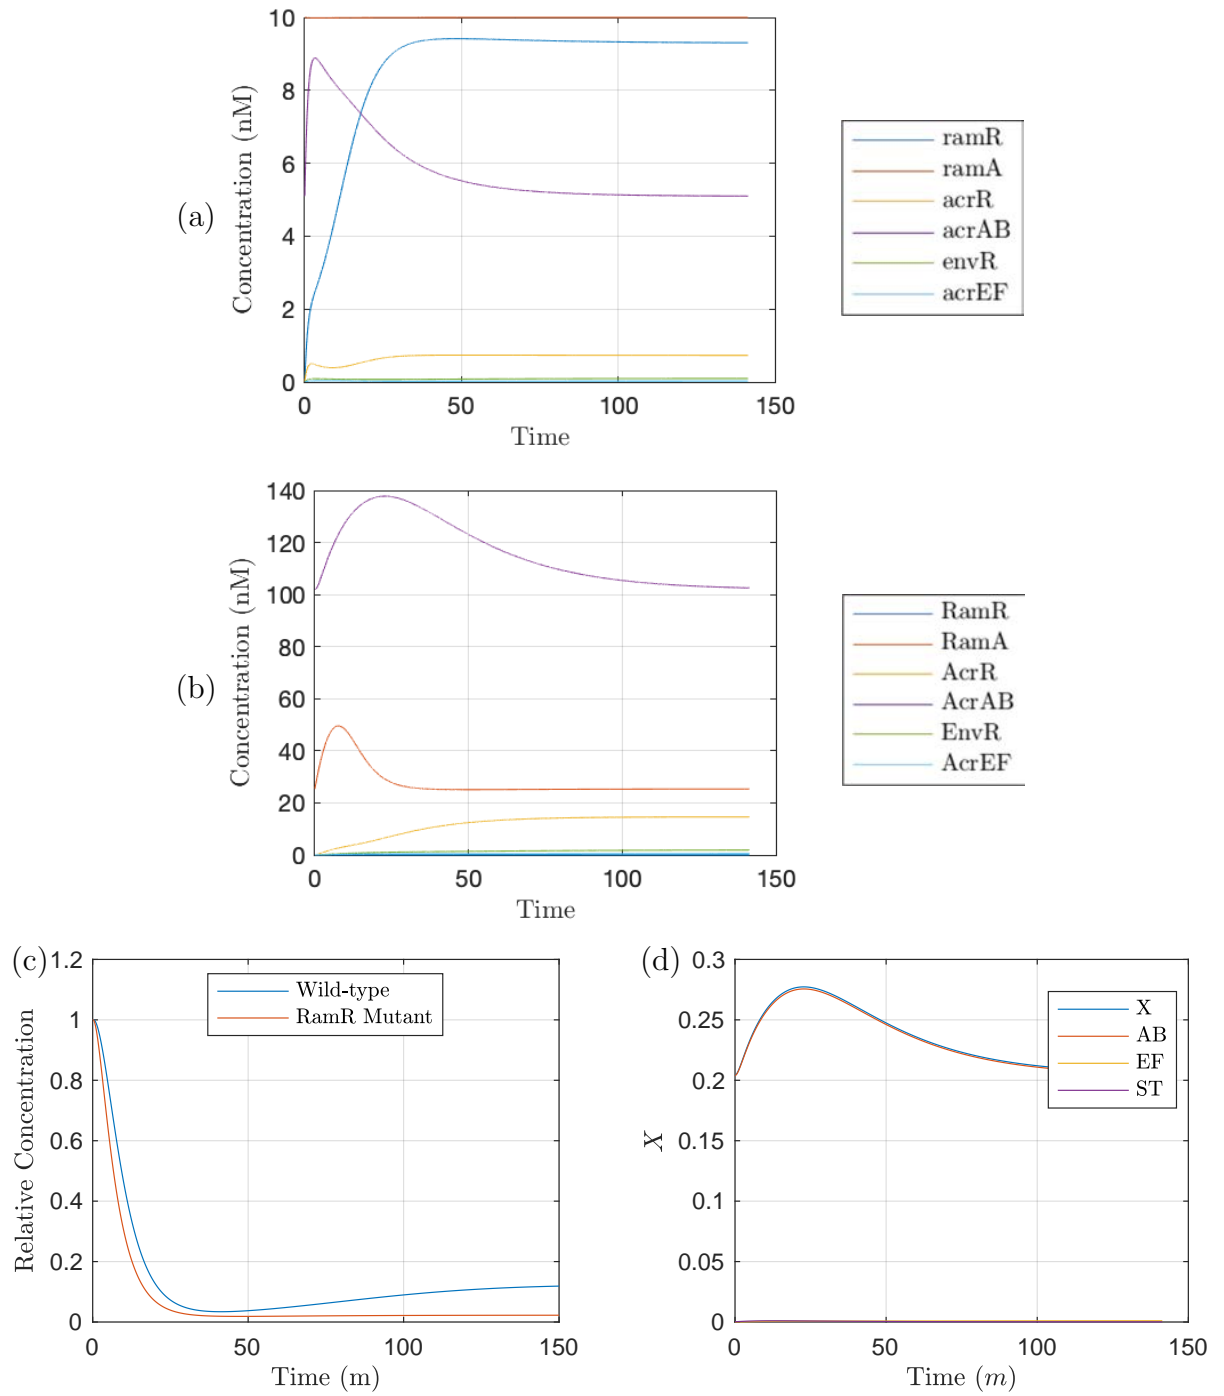 (a)
Concentration (nM)
10
8
6
4
2
0
0 50 100 150
Time
ramR
ramA
acrR
acrAB
envR
acrEF
(b)
Concentration (nM)
140
120
100
80
60
40
20
0
0 50 100 150
Time
RamR
RamA
AcrR
AcrAB
EnvR
AcrEF
(c)
Relative Concentration
1.2
1
0.8
0.6
0.4
0.2
0
0 50 100 150
Time (m)
Wild-type
RamR Mutant
(d)
X
0.3
0.25
0.2
0.15
0.1
0.05
0
0 50 100 150
Time (m)
X
AB
EF
ST